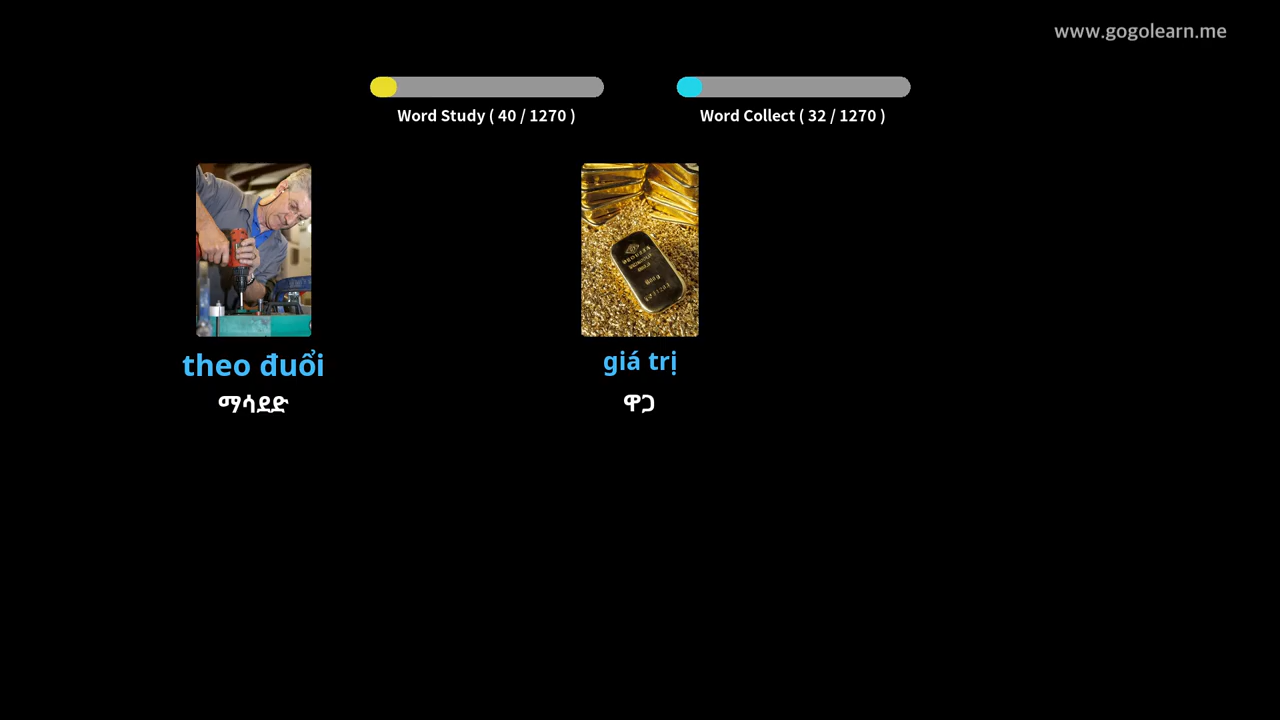 www.gogolearn.me
Word Study ( 40 / 1270 )
Word Collect ( 32 / 1270 )
theo đuổi
giá trị
ማሳደድ
ዋጋ